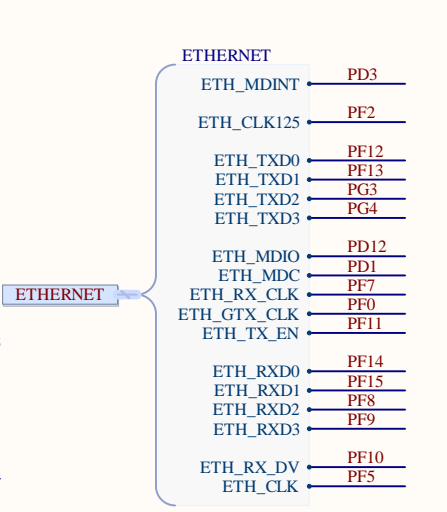 ETHERNET
ETH_MDINT PD3
ETH_CLK125 PF2
ETH_TXD0 PF12
ETH_TXD1 PF13
ETH_TXD2 PG3
ETH_TXD3 PG4
ETH_MDIO PD12
ETH_MDC PD1
ETHERNET ETH_RX_CLK PF7
ETH_GTX_CLK PF0
ETH_TX_EN PF11
ETH_RXD0 PF14
ETH_RXD1 PF15
ETH_RXD2 PF8
ETH_RXD3 PF9
ETH_RX_DV PF10
ETH_CLK PF5